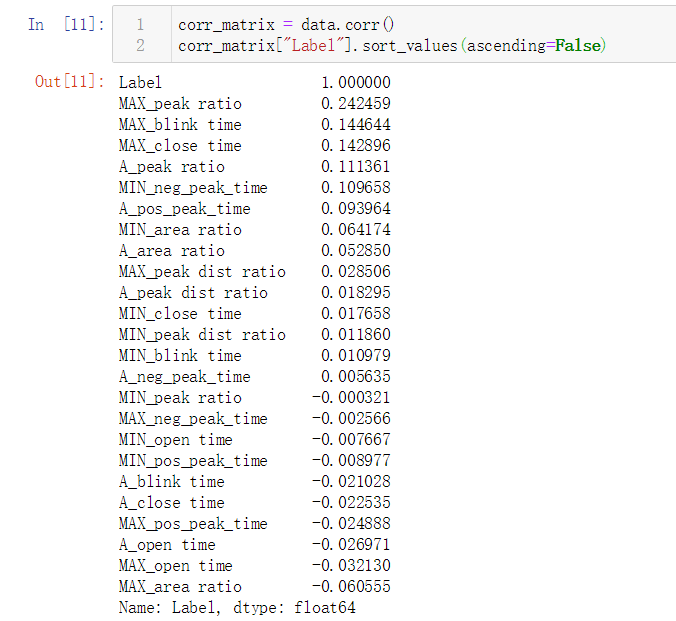 In [11]:
1 corr_matrix = data.corr()
2 corr_matrix["Label"].sort_values(ascending=False)
Out[11]:
Label 1.000000
MAX_peak ratio 0.242459
MAX_blink time 0.144644
MAX_close time 0.142896
A_peak ratio 0.111361
MIN_neg_peak_time 0.109658
A_pos_peak_time 0.093964
MIN_area ratio 0.064174
A_area ratio 0.052850
MAX_peak dist ratio 0.028506
A_peak dist ratio 0.018295
MIN_close time 0.017658
MIN_peak dist ratio 0.011860
MIN_blink time 0.010979
A_neg_peak_time 0.005635
MIN_peak ratio -0.000321
MAX_neg_peak_time -0.002566
MIN_open time -0.007667
MIN_pos_peak_time -0.008977
A_blink time -0.021028
A_close time -0.022535
MAX_pos_peak_time -0.024888
A_open time -0.026971
MAX_open time -0.032130
MAX_area ratio -0.060555
Name: Label, dtype: float64